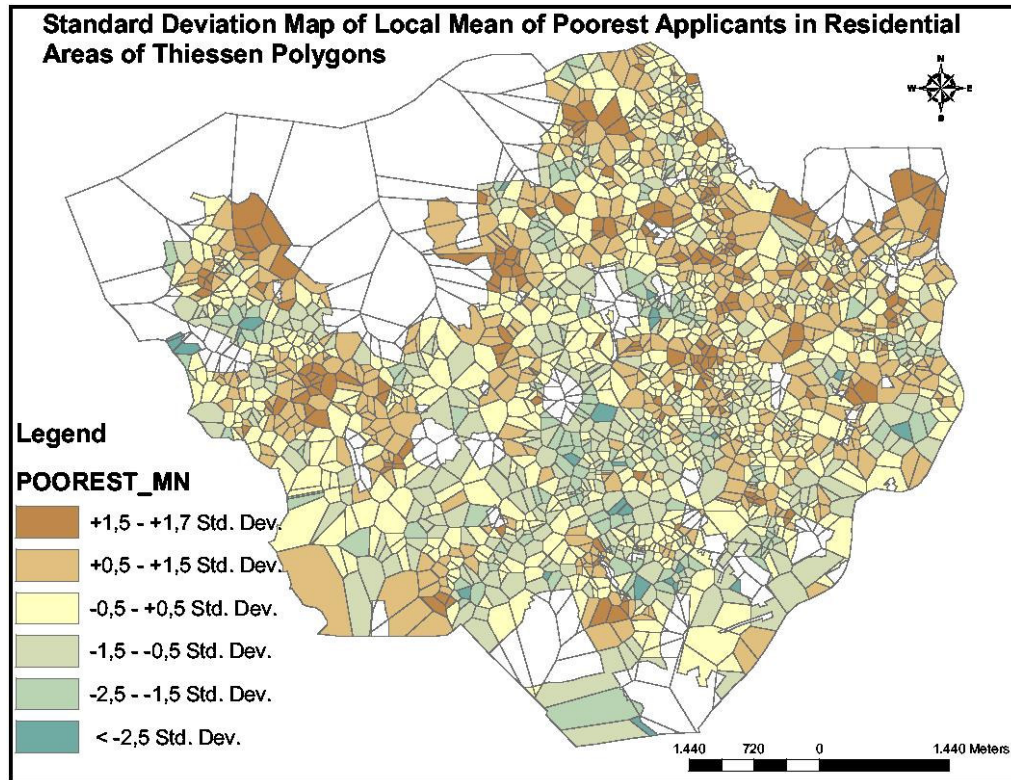 Standard Deviation Map of Local Mean of Poorest Applicants in Residential
Areas of Thiessen Polygons
N
W E
S
Legend
POOREST_MN
+1,5 - +1,7 Std. Dev.
+0,5 - +1,5 Std. Dev.
-0,5 - +0,5 Std. Dev.
-1,5 - -0,5 Std. Dev.
-2,5 - -1,5 Std. Dev.
< -2,5 Std. Dev.
1.440 720 0 1.440 Meters